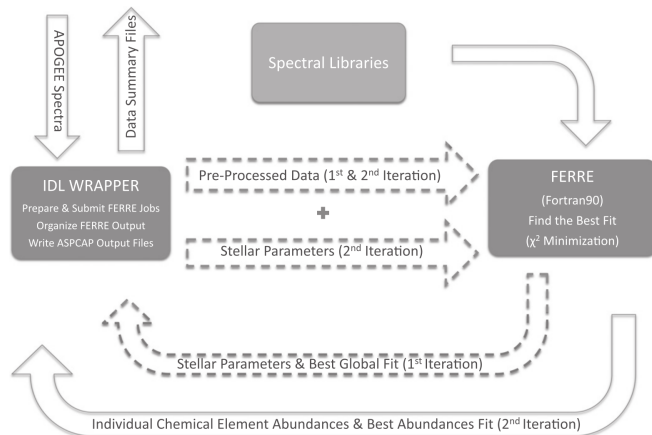 APOGEE Spectra
Data Summary Files
Spectral Libraries
IDL WRAPPER
Prepare & Submit FERRE Jobs
Organize FERRE Output
Write ASPCAP Output Files
Pre-Processed Data (1st & 2nd Iteration)
+
Stellar Parameters (2nd Iteration)
FERRE
(Fortran90)
Find the Best Fit
(χ² Minimization)
Stellar Parameters & Best Global Fit (1st Iteration)
Individual Chemical Element Abundances & Best Abundances Fit (2nd Iteration)